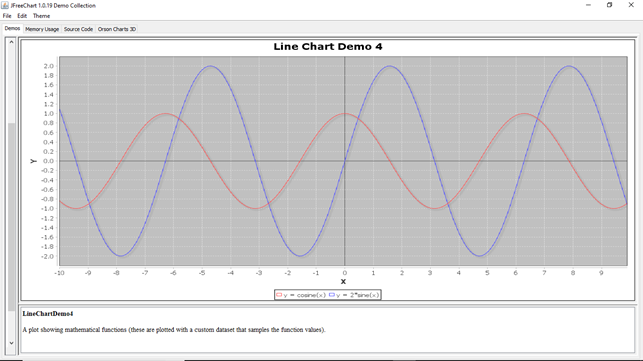 JFreeChart 1.0.19 Demo Collection
File Edit Theme
Demos Memory Usage Source Code Orson Charts 3D
Line Chart Demo 4
Y
2.0
1.8
1.6
1.4
1.2
1.0
0.8
0.6
0.4
0.2
0.0
-0.2
-0.4
-0.6
-0.8
-1.0
-1.2
-1.4
-1.6
-1.8
-2.0
-10 -9 -8 -7 -6 -5 -4 -3 -2 -1 0 1 2 3 4 5 6 7 8 9
X
y = cosine(x) y = 2*sine(x)
LineChartDemo4
A plot showing mathematical functions (these are plotted with a custom dataset that samples the function values).